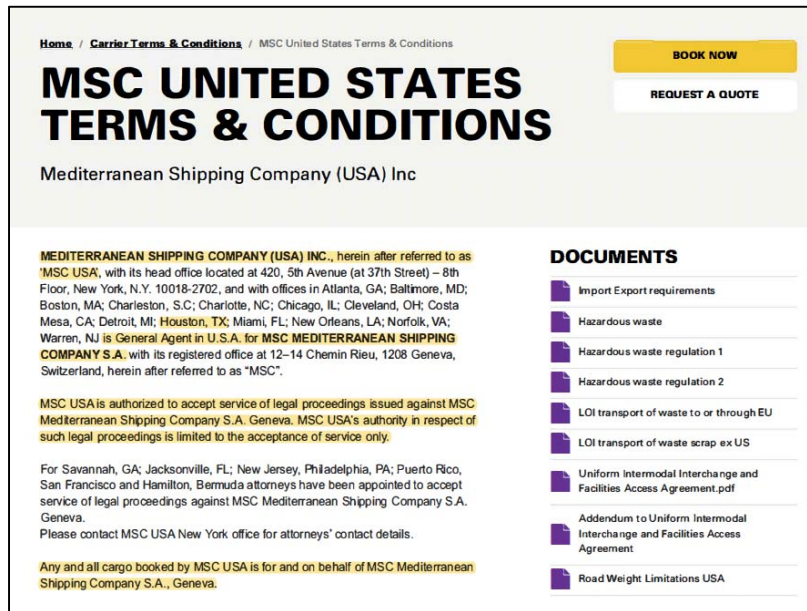 Home / Carrier Terms & Conditions / MSC United States Terms & Conditions
MSC UNITED STATES
TERMS & CONDITIONS
Mediterranean Shipping Company (USA) Inc
BOOK NOW
REQUEST A QUOTE
MEDITERRANEAN SHIPPING COMPANY (USA) INC., herein after referred to as
'MSC USA', with its head office located at 420, 5th Avenue (at 37th Street) – 8th
Floor, New York, N.Y. 10018-2702, and with offices in Atlanta, GA; Baltimore, MD;
Boston, MA; Charleston, S.C; Charlotte, NC; Chicago, IL; Cleveland, OH; Costa
Mesa, CA; Detroit, MI; Houston, TX; Miami, FL; New Orleans, LA; Norfolk, VA;
Warren, NJ is General Agent in U.S.A. for MSC MEDITERRANEAN SHIPPING
COMPANY S.A. with its registered office at 12–14 Chemin Rieu, 1208 Geneva,
Switzerland, herein after referred to as “MSC”.
MSC USA is authorized to accept service of legal proceedings issued against MSC
Mediterranean Shipping Company S.A. Geneva. MSC USA's authority in respect of
such legal proceedings is limited to the acceptance of service only.
For Savannah, GA; Jacksonville, FL; New Jersey, Philadelphia, PA; Puerto Rico,
San Francisco and Hamilton, Bermuda attorneys have been appointed to accept
service of legal proceedings against MSC Mediterranean Shipping Company S.A.
Geneva.
Please contact MSC USA New York office for attorneys' contact details.
Any and all cargo booked by MSC USA is for and on behalf of MSC Mediterranean
Shipping Company S.A., Geneva.
DOCUMENTS
Import Export requirements
Hazardous waste
Hazardous waste regulation 1
Hazardous waste regulation 2
LOI transport of waste to or through EU
LOI transport of waste scrap ex US
Uniform Intermodal Interchange and
Facilities Access Agreement.pdf
Addendum to Uniform Intermodal
Interchange and Facilities Access
Agreement
Road Weight Limitations USA